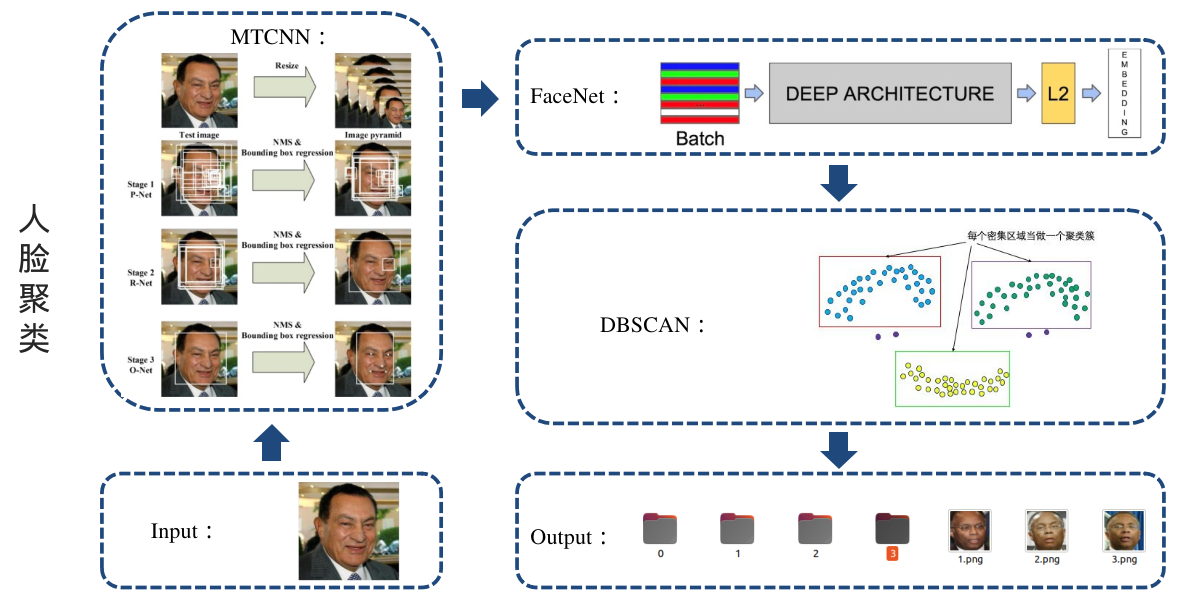 人脸聚类
MTCNN：
Resize
Test image
Image pyramid
NMS &
Bounding box regression
Stage 1
P-Net
NMS &
Bounding box regression
Stage 2
R-Net
NMS &
Bounding box regression
Stage 3
O-Net
Input：
FaceNet：
...
Batch
DEEP ARCHITECTURE
L2
EMBEDDING
DBSCAN：
每个密集区域当做一个聚类簇
Output：
0
1
2
3
1.png
2.png
3.png